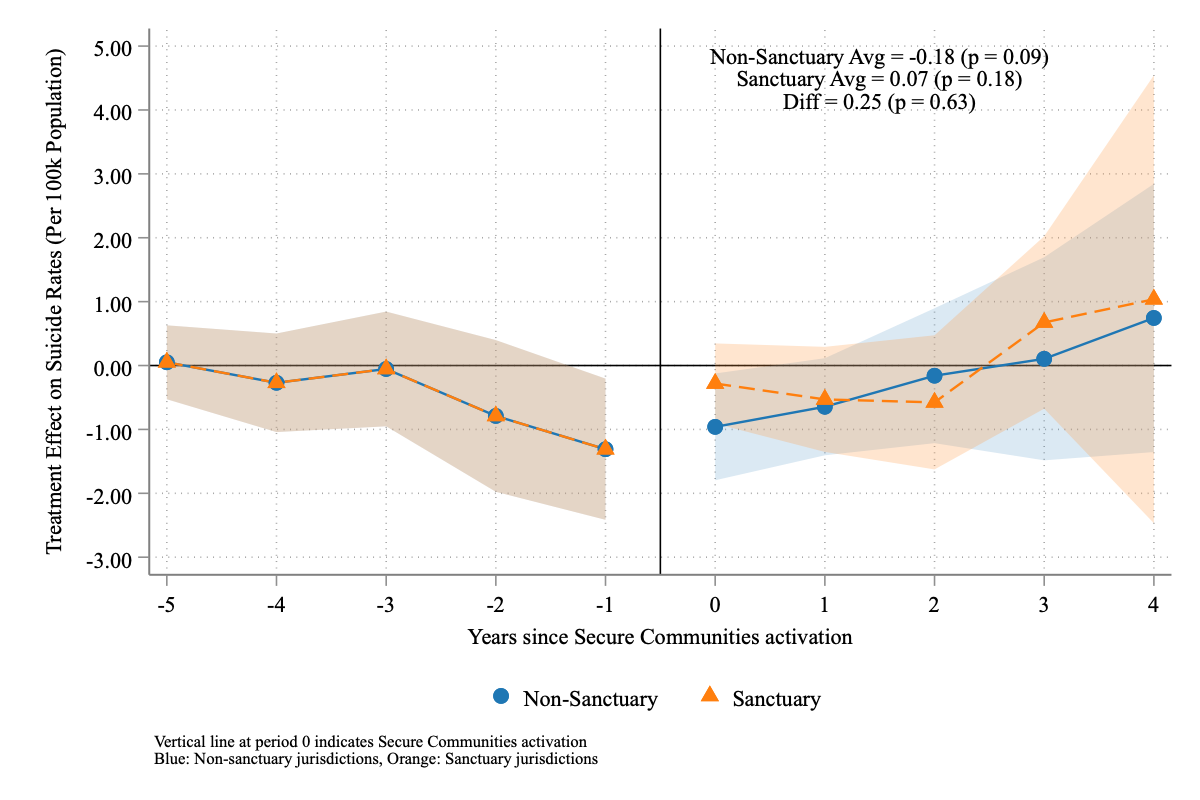 Non-Sanctuary Avg = -0.18 (p = 0.09)
Sanctuary Avg = 0.07 (p = 0.18)
Diff = 0.25 (p = 0.63)
Treatment Effect on Suicide Rates (Per 100k Population)
5.00
4.00
3.00
2.00
1.00
0.00
-1.00
-2.00
-3.00
-5 -4 -3 -2 -1 0 1 2 3 4
Years since Secure Communities activation
Non-Sanctuary Sanctuary
Vertical line at period 0 indicates Secure Communities activation
Blue: Non-sanctuary jurisdictions, Orange: Sanctuary jurisdictions